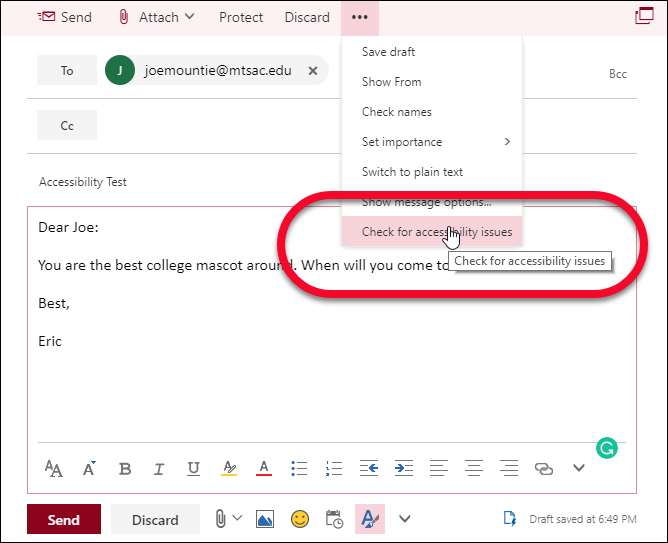 Send Attach Protect Discard
Save draft
To J joemountie@mtsac.edu Bcc
Show From
Check names
Cc
Set importance
Switch to plain text
Accessibility Test
Show message options...
Dear Joe:
Check for accessibility issues
You are the best college mascot around. When will you come to
Check for accessibility issues
Best,
Eric
B I U A
Send Discard Draft saved at 6:49 PM